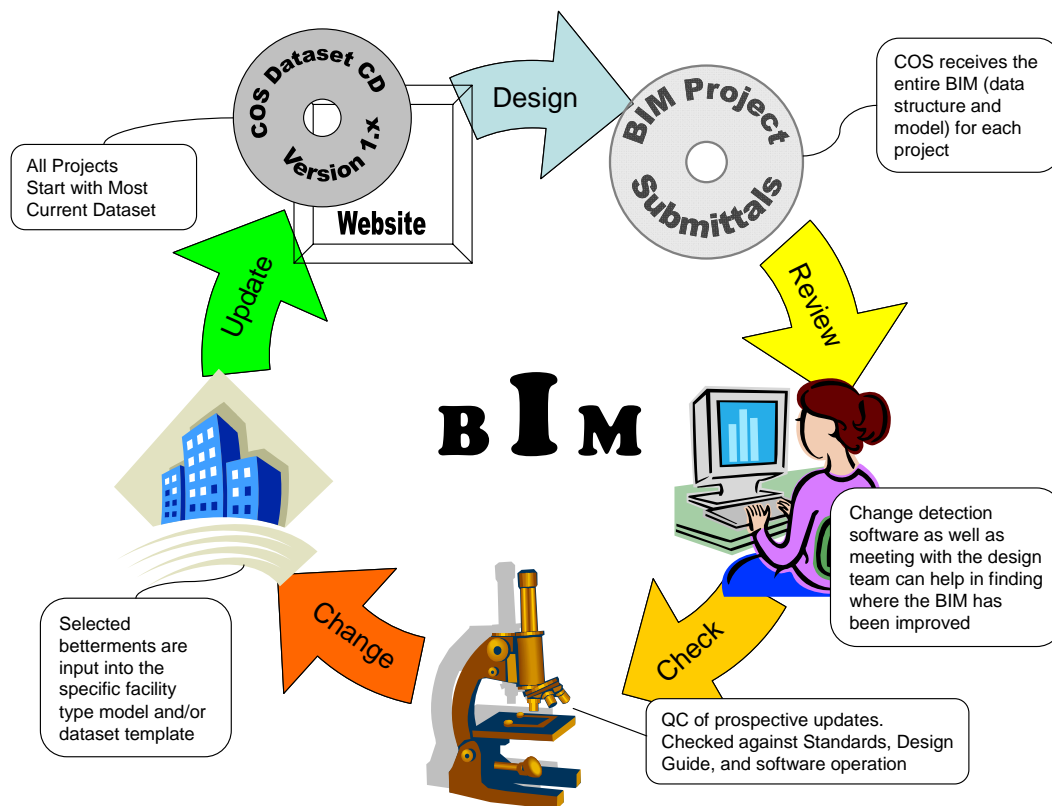 COS Dataset CD
Version 1.x
Website
Design
BIM Project
Submittals
COS receives the
entire BIM (data
structure and
model) for each
project
All Projects
Start with Most
Current Dataset
Update
Review
BIM
Change detection
software as well as
meeting with the design
team can help in finding
where the BIM has
been improved
Change
Check
Selected
betterments are
input into the
specific facility
type model and/or
dataset template
QC of prospective updates.
Checked against Standards, Design
Guide, and software operation